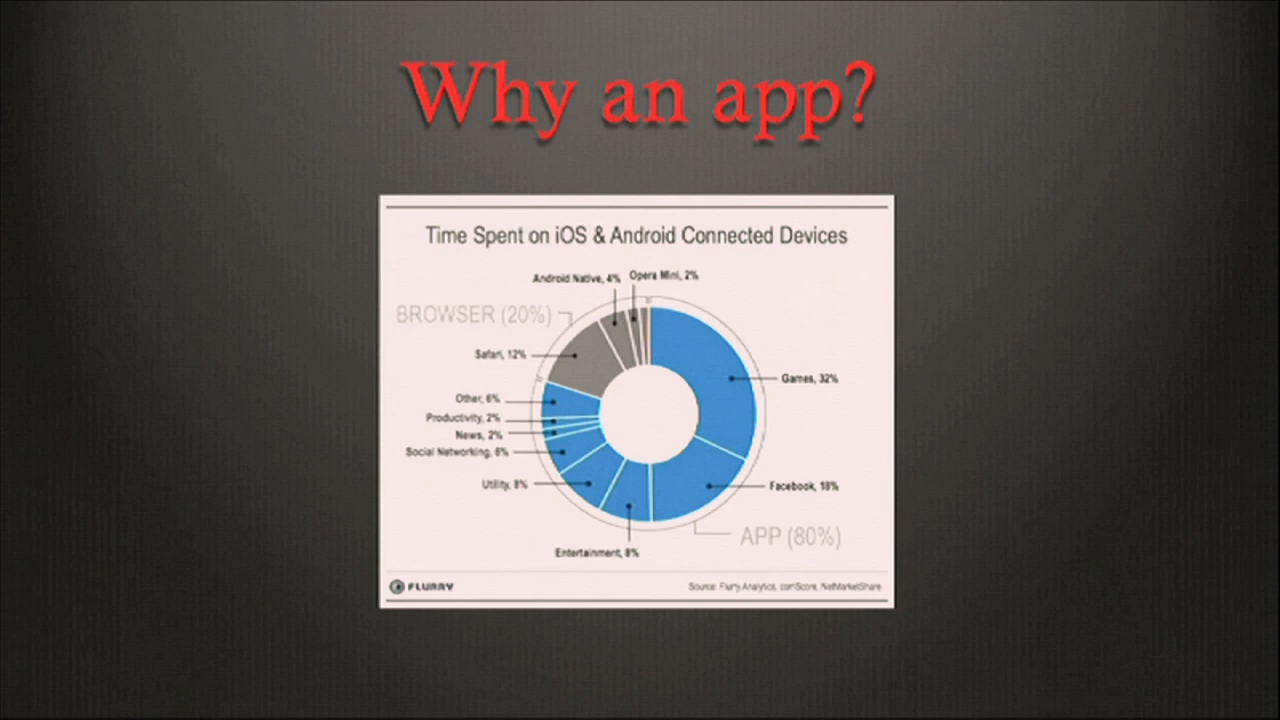 Why an app?
Time Spent on iOS & Android Connected Devices
Android Native, 4%
Opera Mini, 2%
BROWSER (20%)
Safari, 12%
Games, 32%
Other, 6%
Productivity, 2%
News, 2%
Social Networking, 6%
Utility, 8%
Facebook, 18%
APP (80%)
Entertainment, 8%
FLURRY
Source: Flurry Analytics, comScore, NetMarketShare